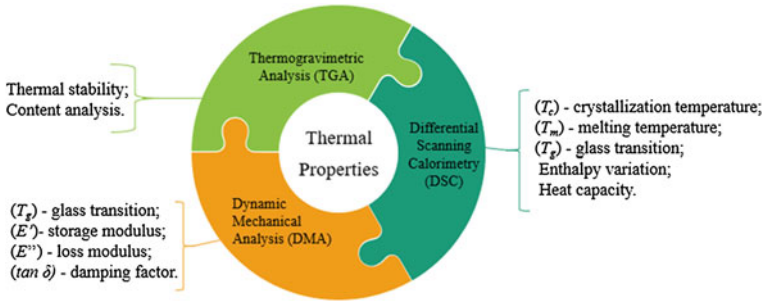 Thermogravimetric
Analysis (TGA)
Thermal stability;
Content analysis.
Thermal
Properties
Differential
Scanning
Calorimetry
(DSC)
(Tc) - crystallization temperature;
(Tm) - melting temperature;
(Tg) - glass transition;
Enthalpy variation;
Heat capacity.
Dynamic
Mechanical
Analysis (DMA)
(Tg) - glass transition;
(E’)- storage modulus;
(E’’) - loss modulus;
(tan δ) - damping factor.